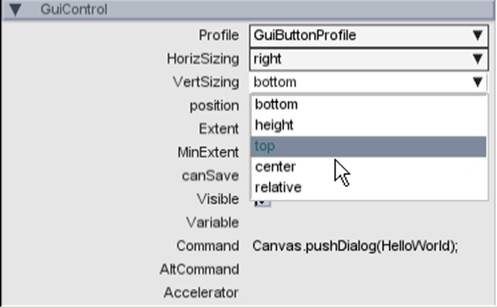 GuiControl
Profile GuiButtonProfile
HorizSizing right
VertSizing bottom
position bottom
Extent height
MinExtent top
canSave center
Visible relative
Variable
Command Canvas.pushDialog(HelloWorld);
AltCommand
Accelerator